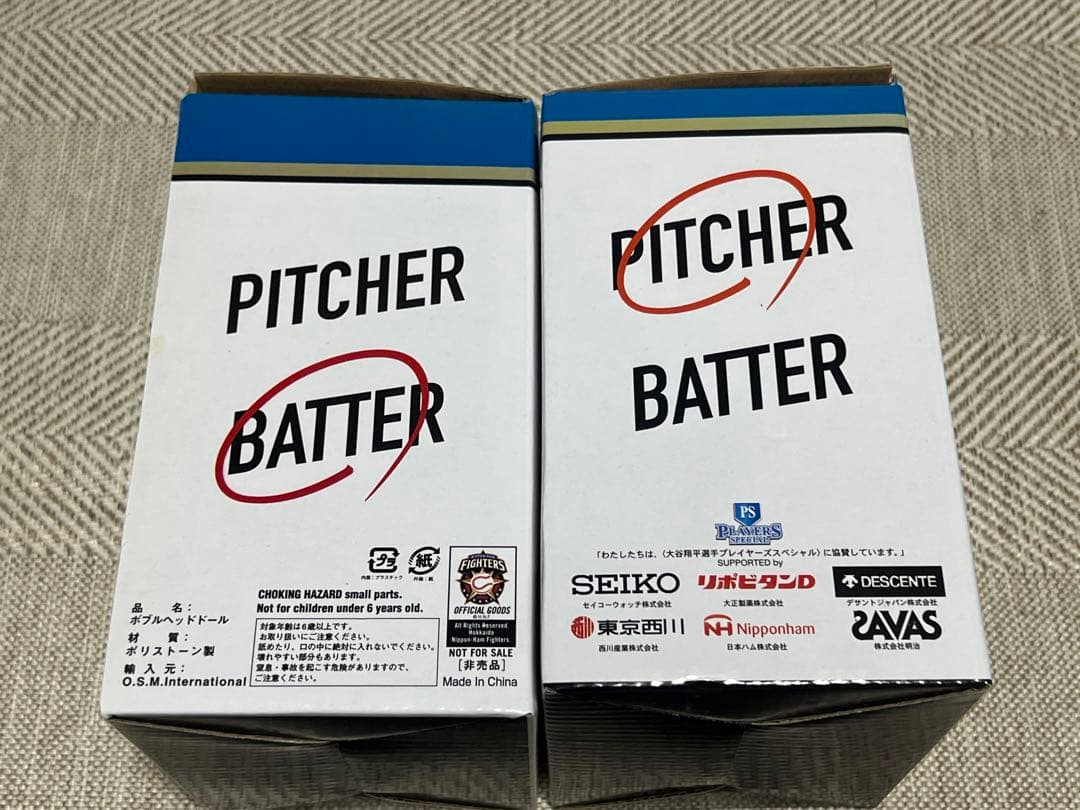 PITCHER
BATTER
プラ
内箱：プラスチック
紙
外箱：紙
CHOKING HAZARD small parts.
Not for children under 6 years old.
品　名：
ボブルヘッドドール
材　質：
ポリストーン製
輸 入 元：
O.S.M.International
対象年齢は6歳以上です。
お取り扱いにご注意ください。
舐めたり、口の中に絶対に入れないでください。
壊れやすい部分もあります。
窒息・事故を起こす危険がありますので、
ご注意ください。
FIGHTERS
OFFICIAL GOODS
All Rights Reserved
Hokkaido
Nippon-Ham Fighters.
NOT FOR SALE
［非売品］
Made In China
PITCHER
BATTER
PS
PLAYERS
SPECIAL
「わたしたちは、〈大谷翔平選手プレイヤーズスペシャル〉に協賛しています。」
SUPPORTED by
SEIKO
セイコーウォッチ株式会社
リポビタンD
大正製薬株式会社
DESCENTE
デサントジャパン株式会社
東京西川
西川産業株式会社
NH Nipponham
日本ハム株式会社
SAVAS
株式会社明治